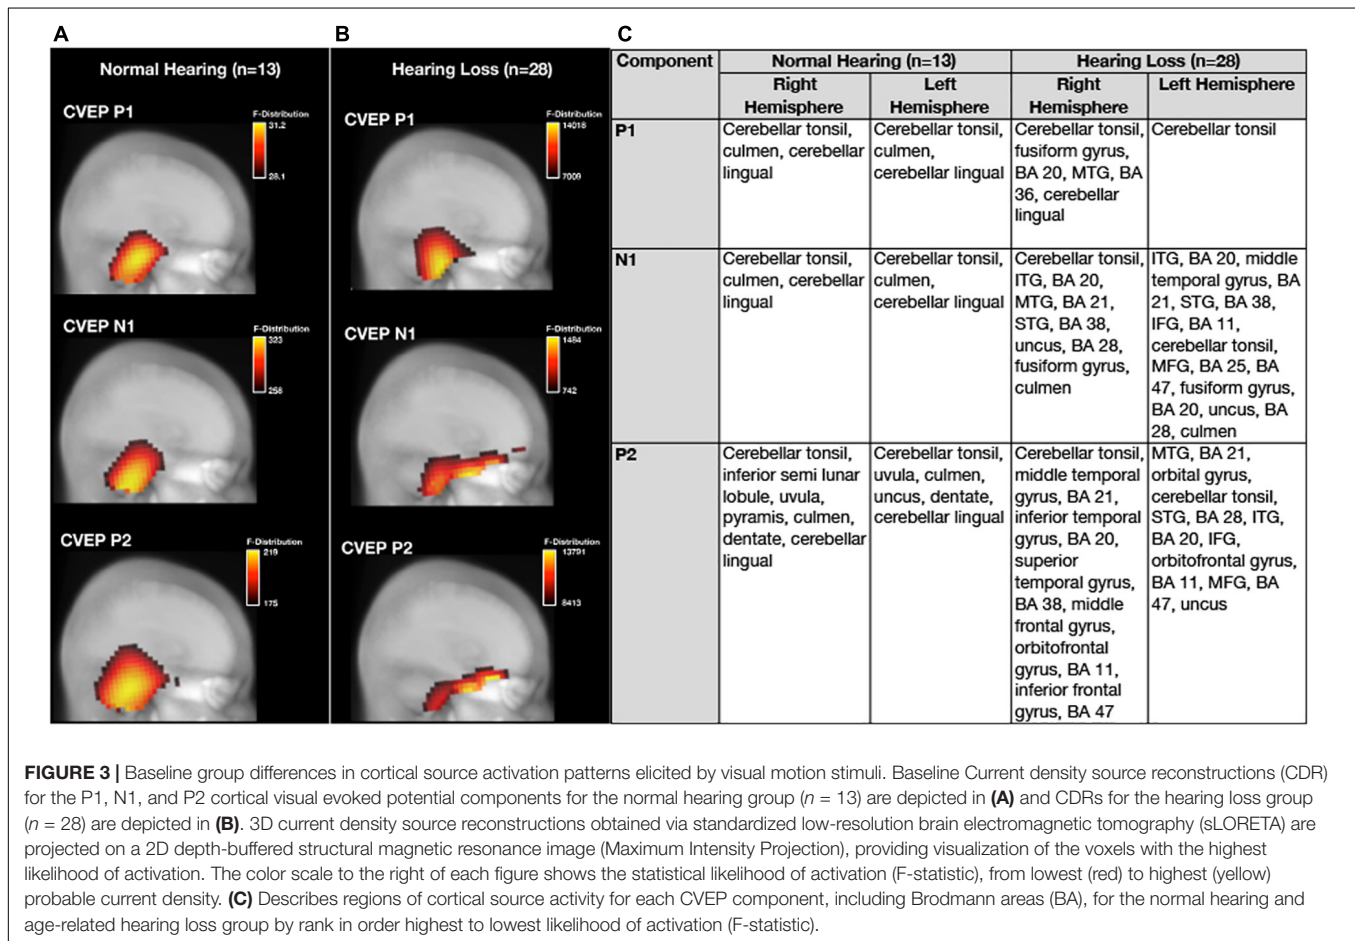 A
B
C
Normal Hearing (n=13)
CVEP P1
F-Distribution
31.2
28.1
CVEP N1
F-Distribution
323
258
CVEP P2
F-Distribution
219
175
Hearing Loss (n=28)
CVEP P1
F-Distribution
14018
7009
CVEP N1
F-Distribution
1484
742
CVEP P2
F-Distribution
13791
8413
Component
Normal Hearing (n=13)
Hearing Loss (n=28)
Right
Hemisphere
Left
Hemisphere
Right
Hemisphere
Left Hemisphere
P1
Cerebellar tonsil,
culmen, cerebellar
lingual
Cerebellar tonsil,
culmen,
cerebellar lingual
Cerebellar tonsil,
fusiform gyrus,
BA 20, MTG, BA
36, cerebellar
lingual
Cerebellar tonsil
N1
Cerebellar tonsil,
culmen, cerebellar
lingual
Cerebellar tonsil,
culmen,
cerebellar lingual
Cerebellar tonsil,
ITG, BA 20,
MTG, BA 21,
STG, BA 38,
uncus, BA 28,
fusiform gyrus,
culmen
ITG, BA 20, middle
temporal gyrus, BA
21, STG, BA 38,
IFG, BA 11,
cerebellar tonsil,
MFG, BA 25, BA
47, fusiform gyrus,
BA 20, uncus, BA
28, culmen
P2
Cerebellar tonsil,
inferior semi lunar
lobule, uvula,
pyramis, culmen,
dentate, cerebellar
lingual
Cerebellar tonsil,
uvula, culmen,
uncus, dentate,
cerebellar lingual
Cerebellar tonsil,
middle temporal
gyrus, BA 21,
inferior temporal
gyrus, BA 20,
superior
temporal gyrus,
BA 38, middle
frontal gyrus,
orbitofrontal
gyrus, BA 11,
inferior frontal
gyrus, BA 47
MTG, BA 21,
orbital gyrus,
cerebellar tonsil,
STG, BA 28, ITG,
BA 20, IFG,
orbitofrontal gyrus,
BA 11, MFG, BA
47, uncus
FIGURE 3 | Baseline group differences in cortical source activation patterns elicited by visual motion stimuli. Baseline Current density source reconstructions (CDR)
for the P1, N1, and P2 cortical visual evoked potential components for the normal hearing group (n = 13) are depicted in (A) and CDRs for the hearing loss group
(n = 28) are depicted in (B). 3D current density source reconstructions obtained via standardized low-resolution brain electromagnetic tomography (sLORETA) are
projected on a 2D depth-buffered structural magnetic resonance image (Maximum Intensity Projection), providing visualization of the voxels with the highest
likelihood of activation. The color scale to the right of each figure shows the statistical likelihood of activation (F-statistic), from lowest (red) to highest (yellow)
probable current density. (C) Describes regions of cortical source activity for each CVEP component, including Brodmann areas (BA), for the normal hearing and
age-related hearing loss group by rank in order highest to lowest likelihood of activation (F-statistic).